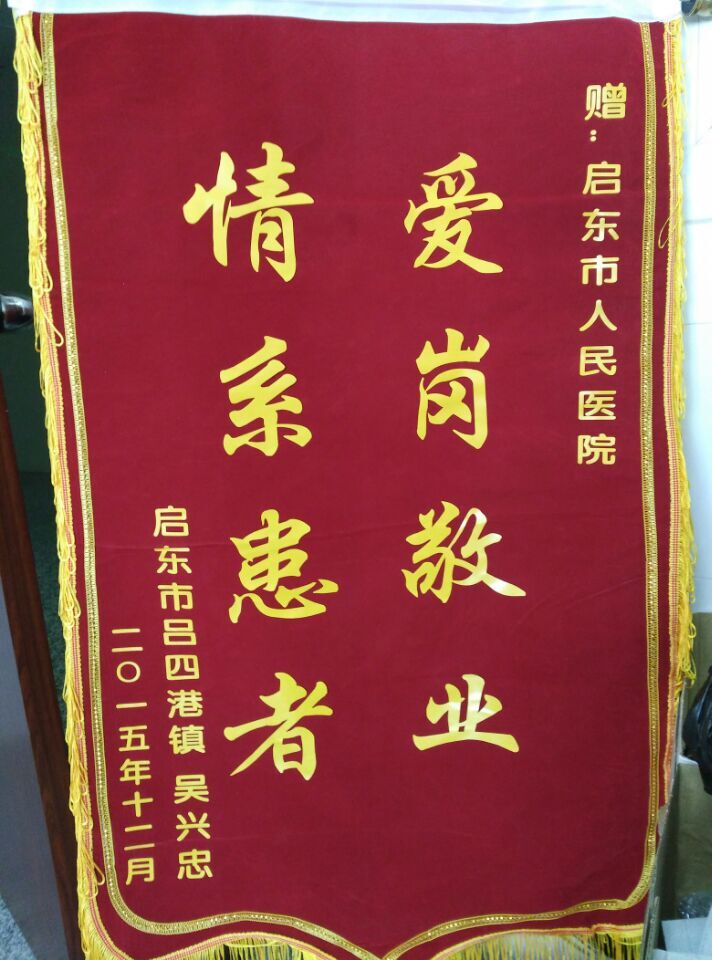 赠：启东市人民医院
爱岗敬业
情系患者
启东市吕四港镇 吴兴忠
二〇一五年十二月